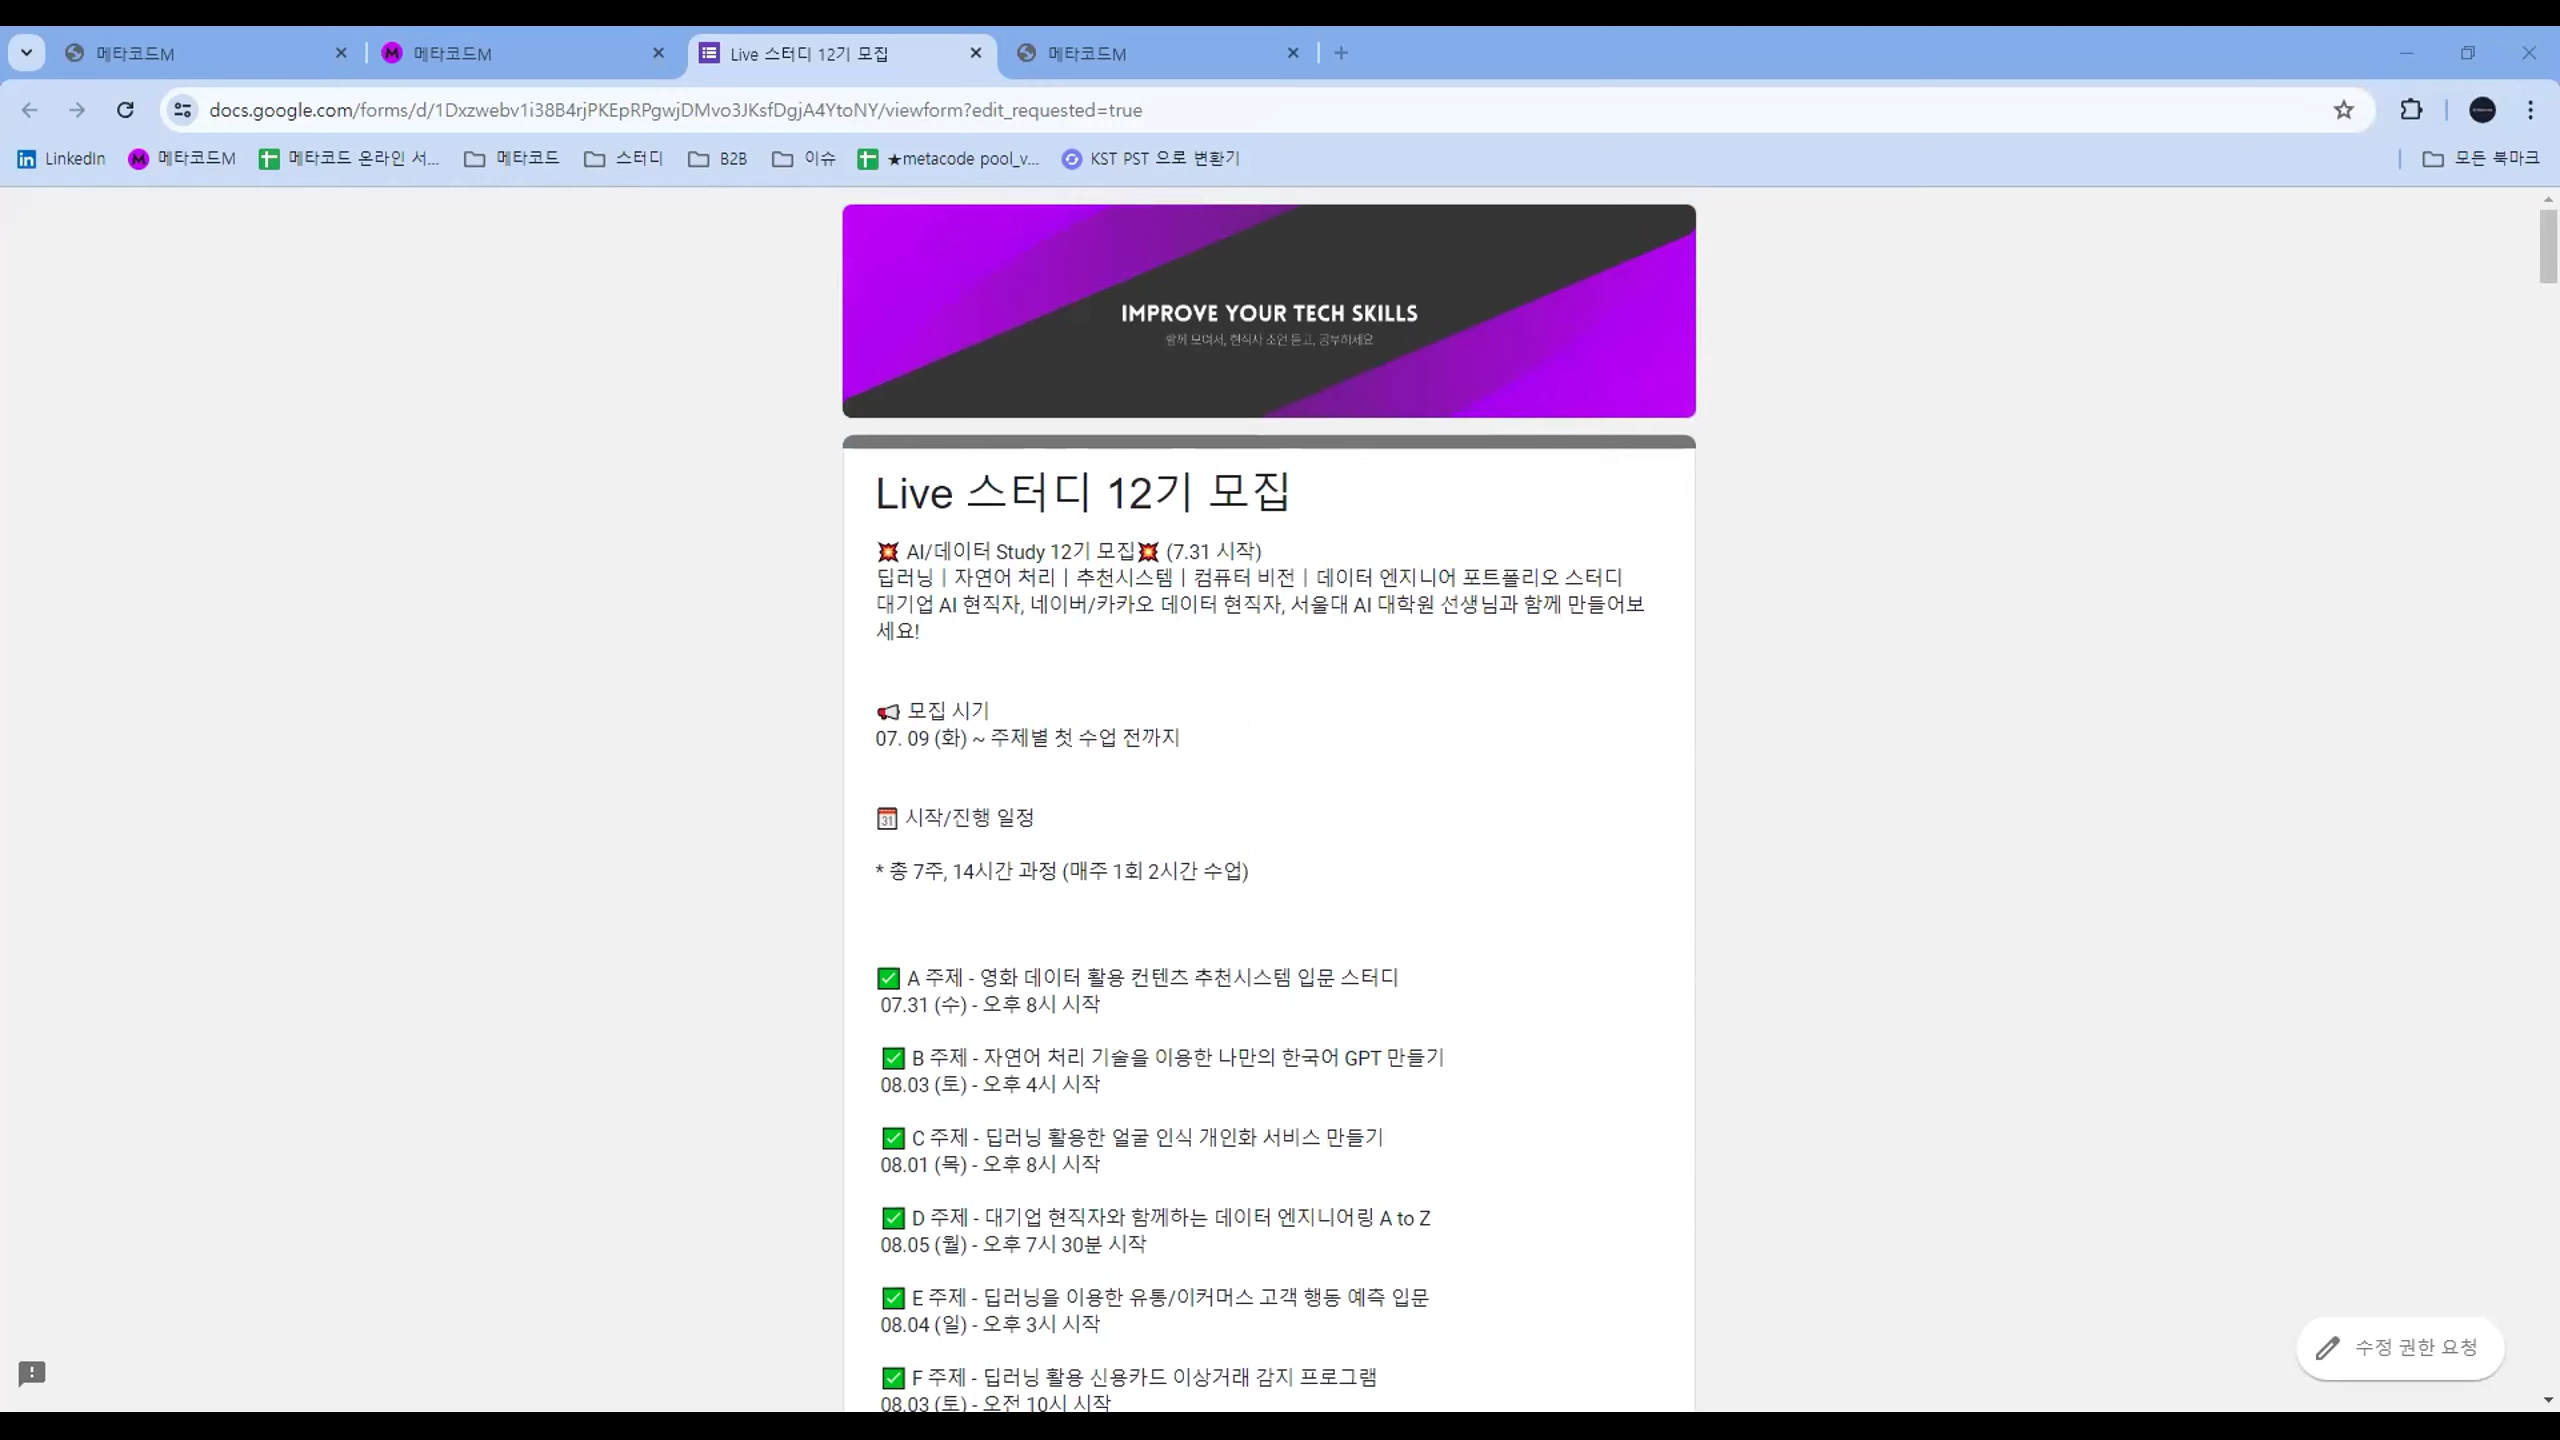 메타코드M
메타코드M
Live 스터디 12기 모집
메타코드M
docs.google.com/forms/d/1Dxzwebv1i38B4rjPKEpRPgwjDMvo3JKsfDgjA4YtoNY/viewform?edit_requested=true
LinkedIn
메타코드M
메타코드 온라인 서...
메타코드
스터디
B2B
이슈
★metacode pool_v...
KST PST 으로 변환기
모든 북마크
IMPROVE YOUR TECH SKILLS
함께 모여서, 현직자 조언 듣고, 공부하세요
Live 스터디 12기 모집
💥 AI/데이터 Study 12기 모집💥 (7.31 시작)
딥러닝 | 자연어 처리 | 추천시스템 | 컴퓨터 비전 | 데이터 엔지니어 포트폴리오 스터디
대기업 AI 현직자, 네이버/카카오 데이터 현직자, 서울대 AI 대학원 선생님과 함께 만들어보
세요!
📢 모집 시기
07. 09 (화) ~ 주제별 첫 수업 전까지
📅 시작/진행 일정
* 총 7주, 14시간 과정 (매주 1회 2시간 수업)
✅ A 주제 - 영화 데이터 활용 컨텐츠 추천시스템 입문 스터디
07.31 (수) - 오후 8시 시작
✅ B 주제 - 자연어 처리 기술을 이용한 나만의 한국어 GPT 만들기
08.03 (토) - 오후 4시 시작
✅ C 주제 - 딥러닝 활용한 얼굴 인식 개인화 서비스 만들기
08.01 (목) - 오후 8시 시작
✅ D 주제 - 대기업 현직자와 함께하는 데이터 엔지니어링 A to Z
08.05 (월) - 오후 7시 30분 시작
✅ E 주제 - 딥러닝을 이용한 유통/이커머스 고객 행동 예측 입문
08.04 (일) - 오후 3시 시작
✅ F 주제 - 딥러닝 활용 신용카드 이상거래 감지 프로그램
08.03 (토) - 오전 10시 시작
수정 권한 요청